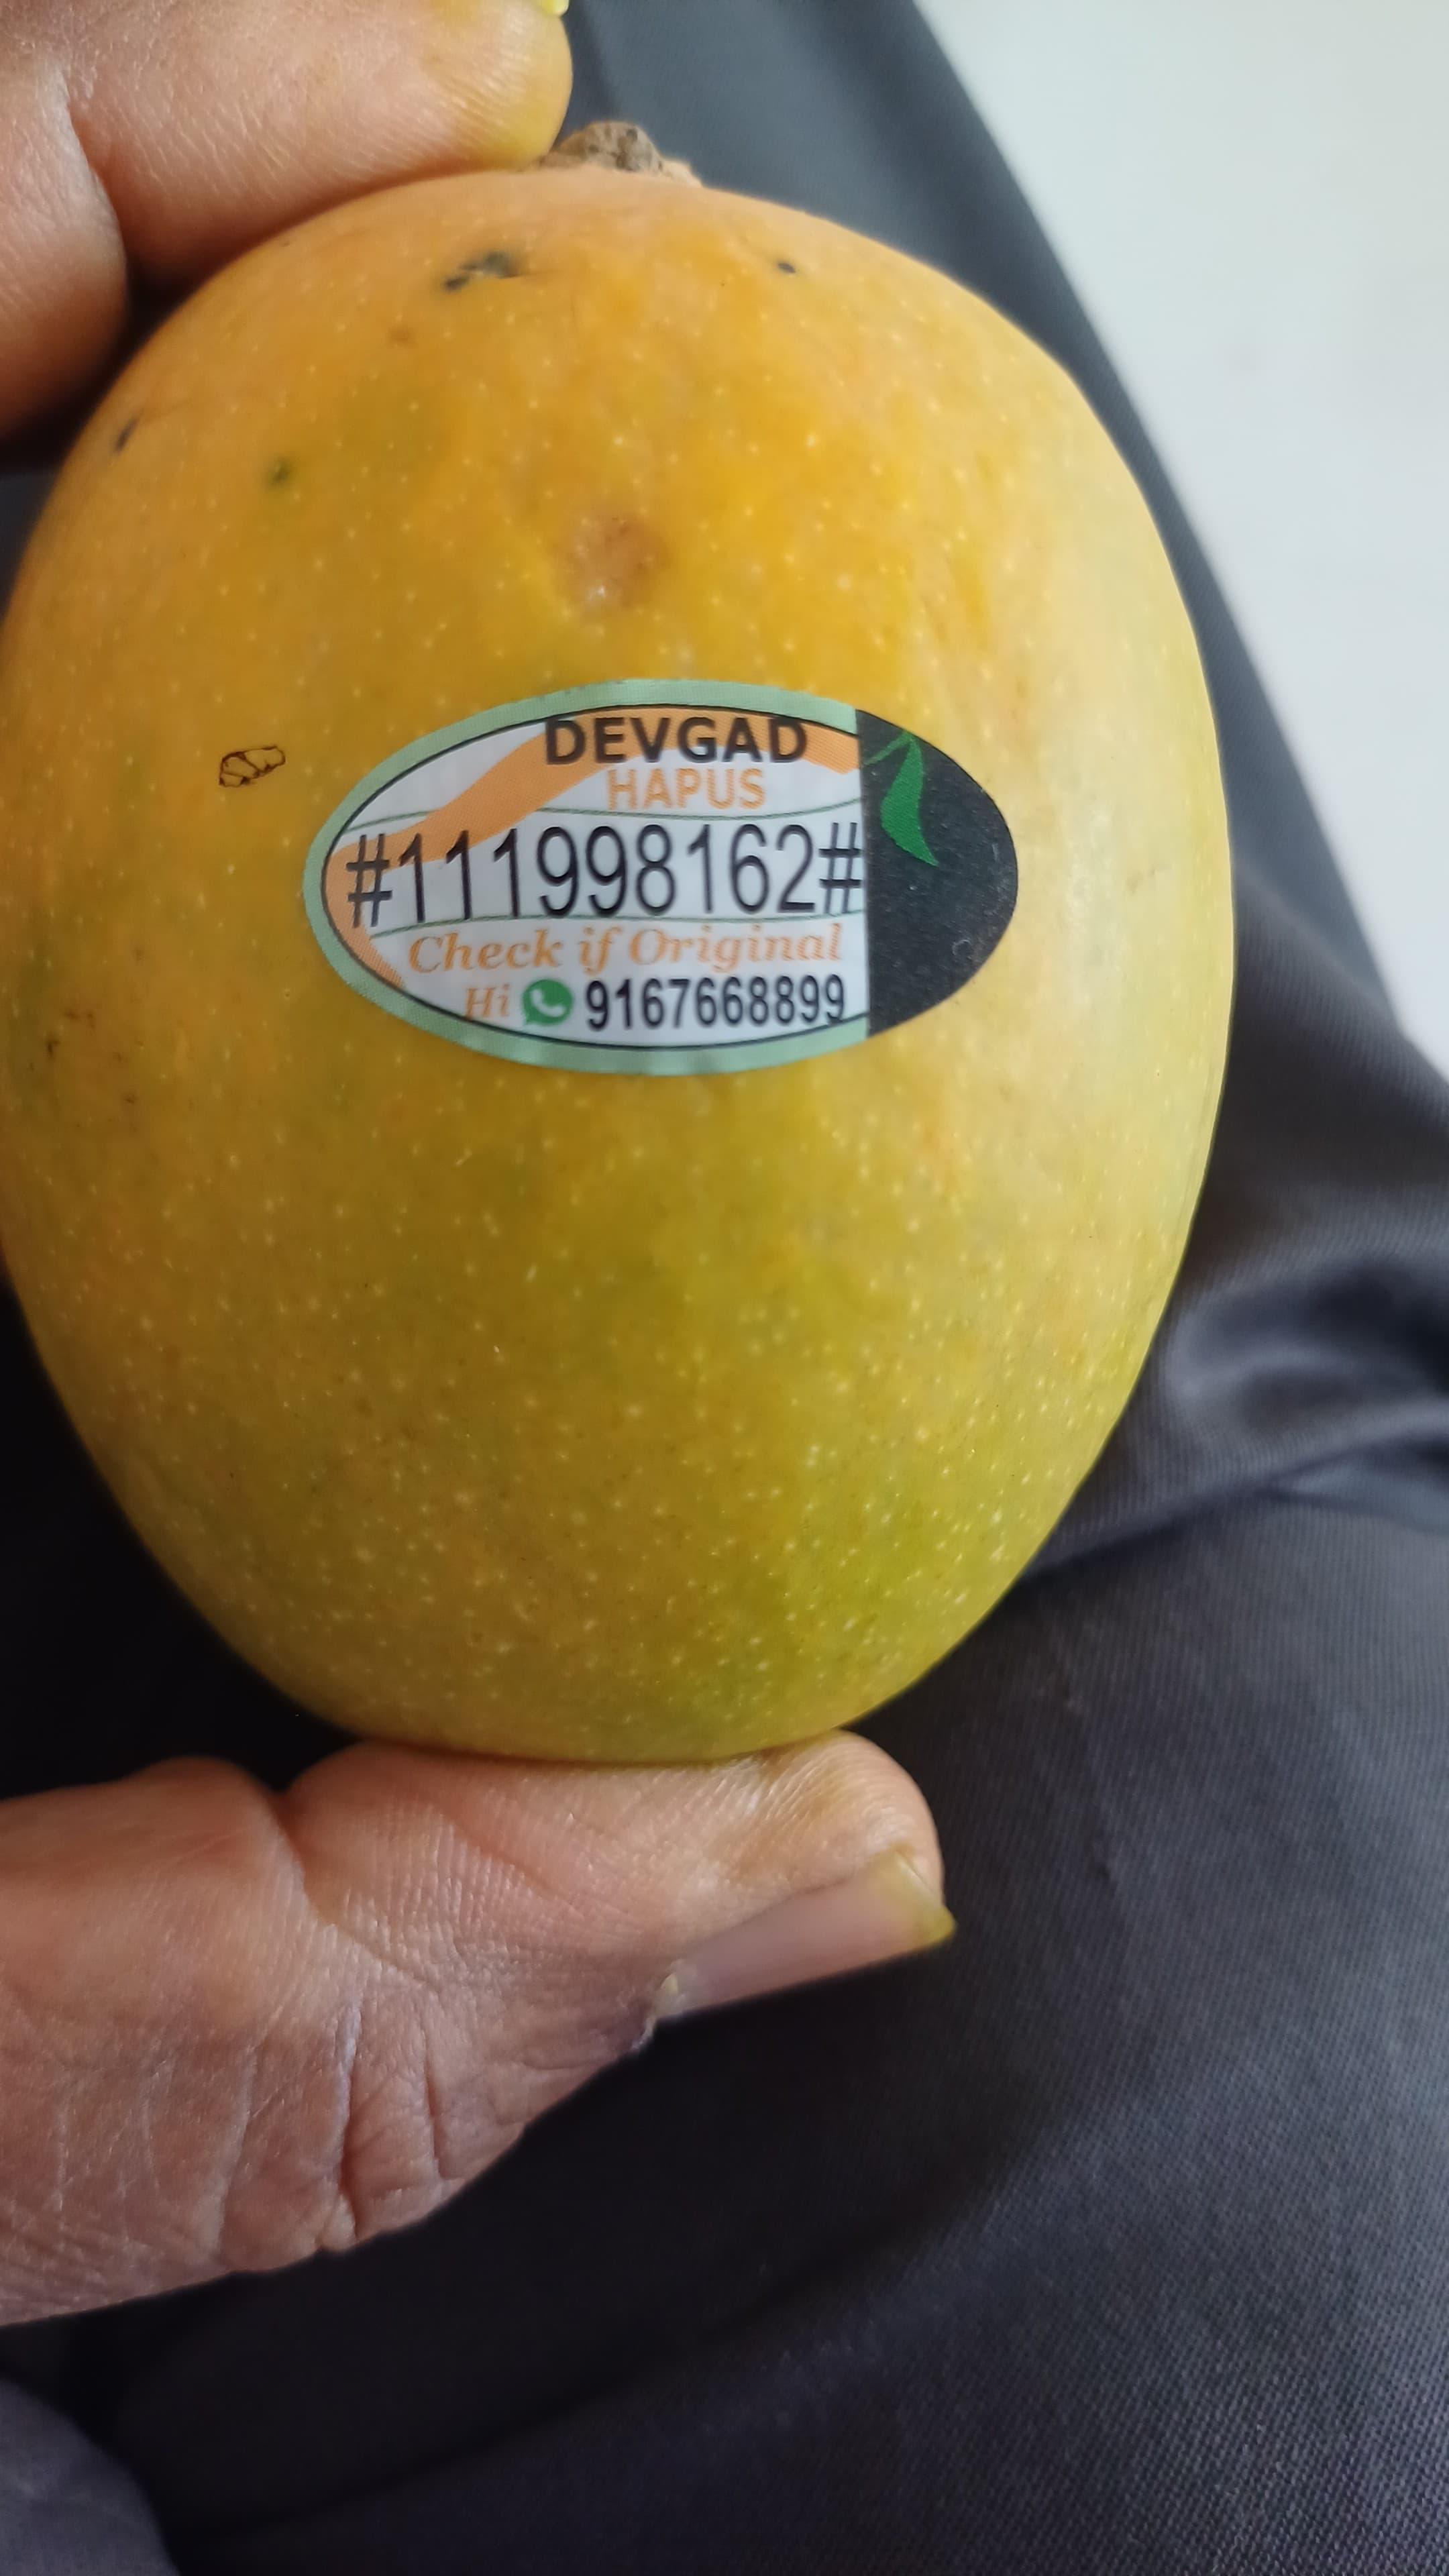 DEVGAD
HAPUS
#111998162#
Check if Original
Hi 9167668899